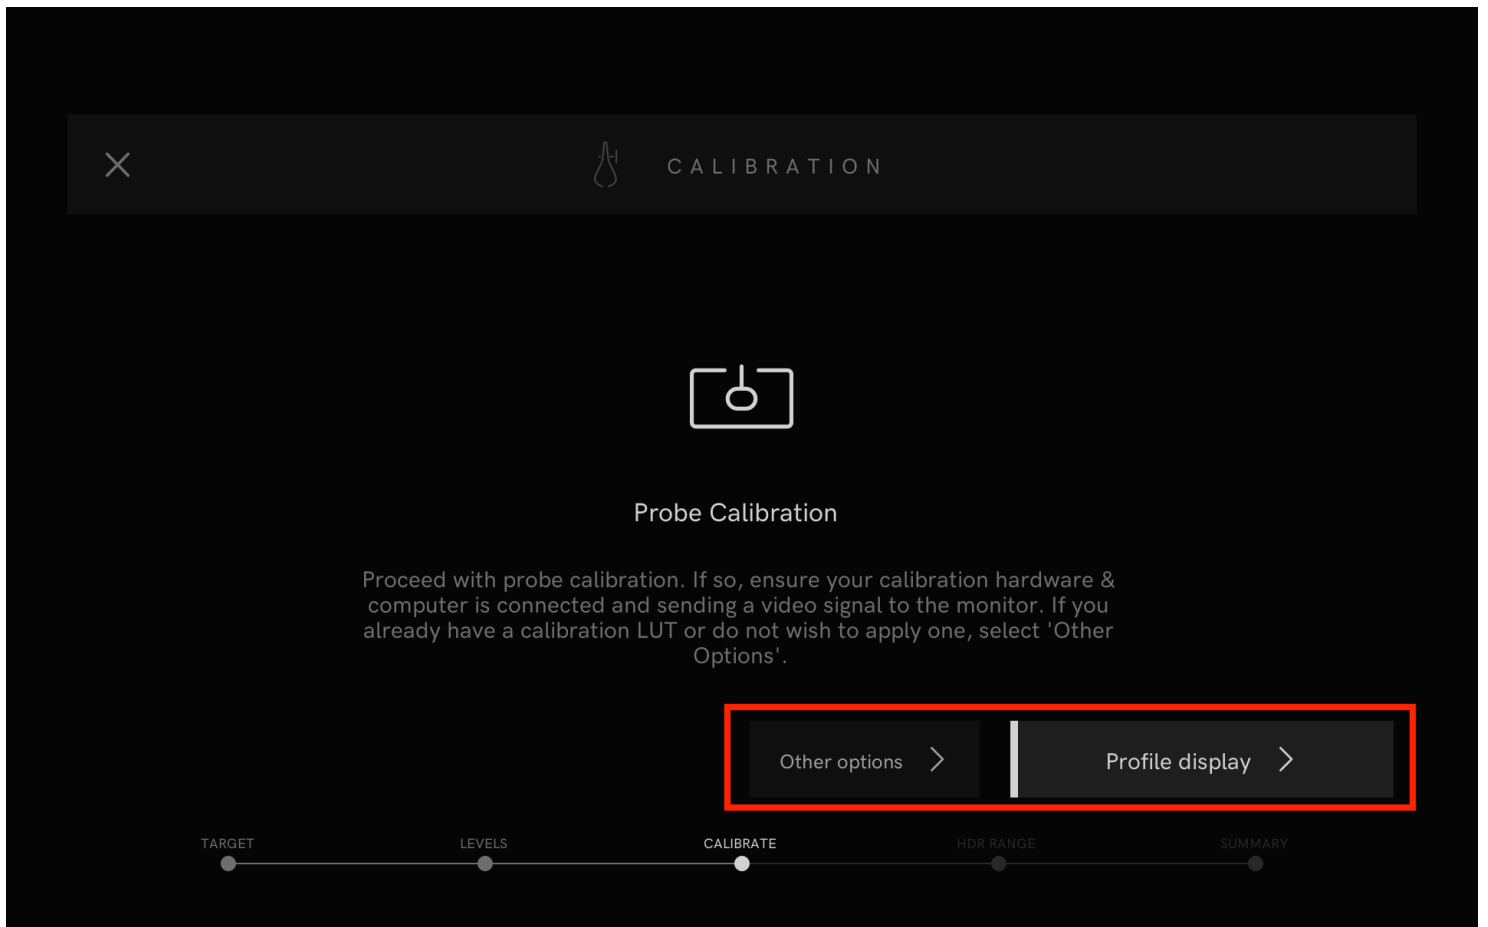 CALIBRATION
Probe Calibration
Proceed with probe calibration. If so, ensure your calibration hardware &
computer is connected and sending a video signal to the monitor. If you
already have a calibration LUT or do not wish to apply one, select 'Other
Options'.
Other options
Profile display
TARGET
LEVELS
CALIBRATE
HDR RANGE
SUMMARY